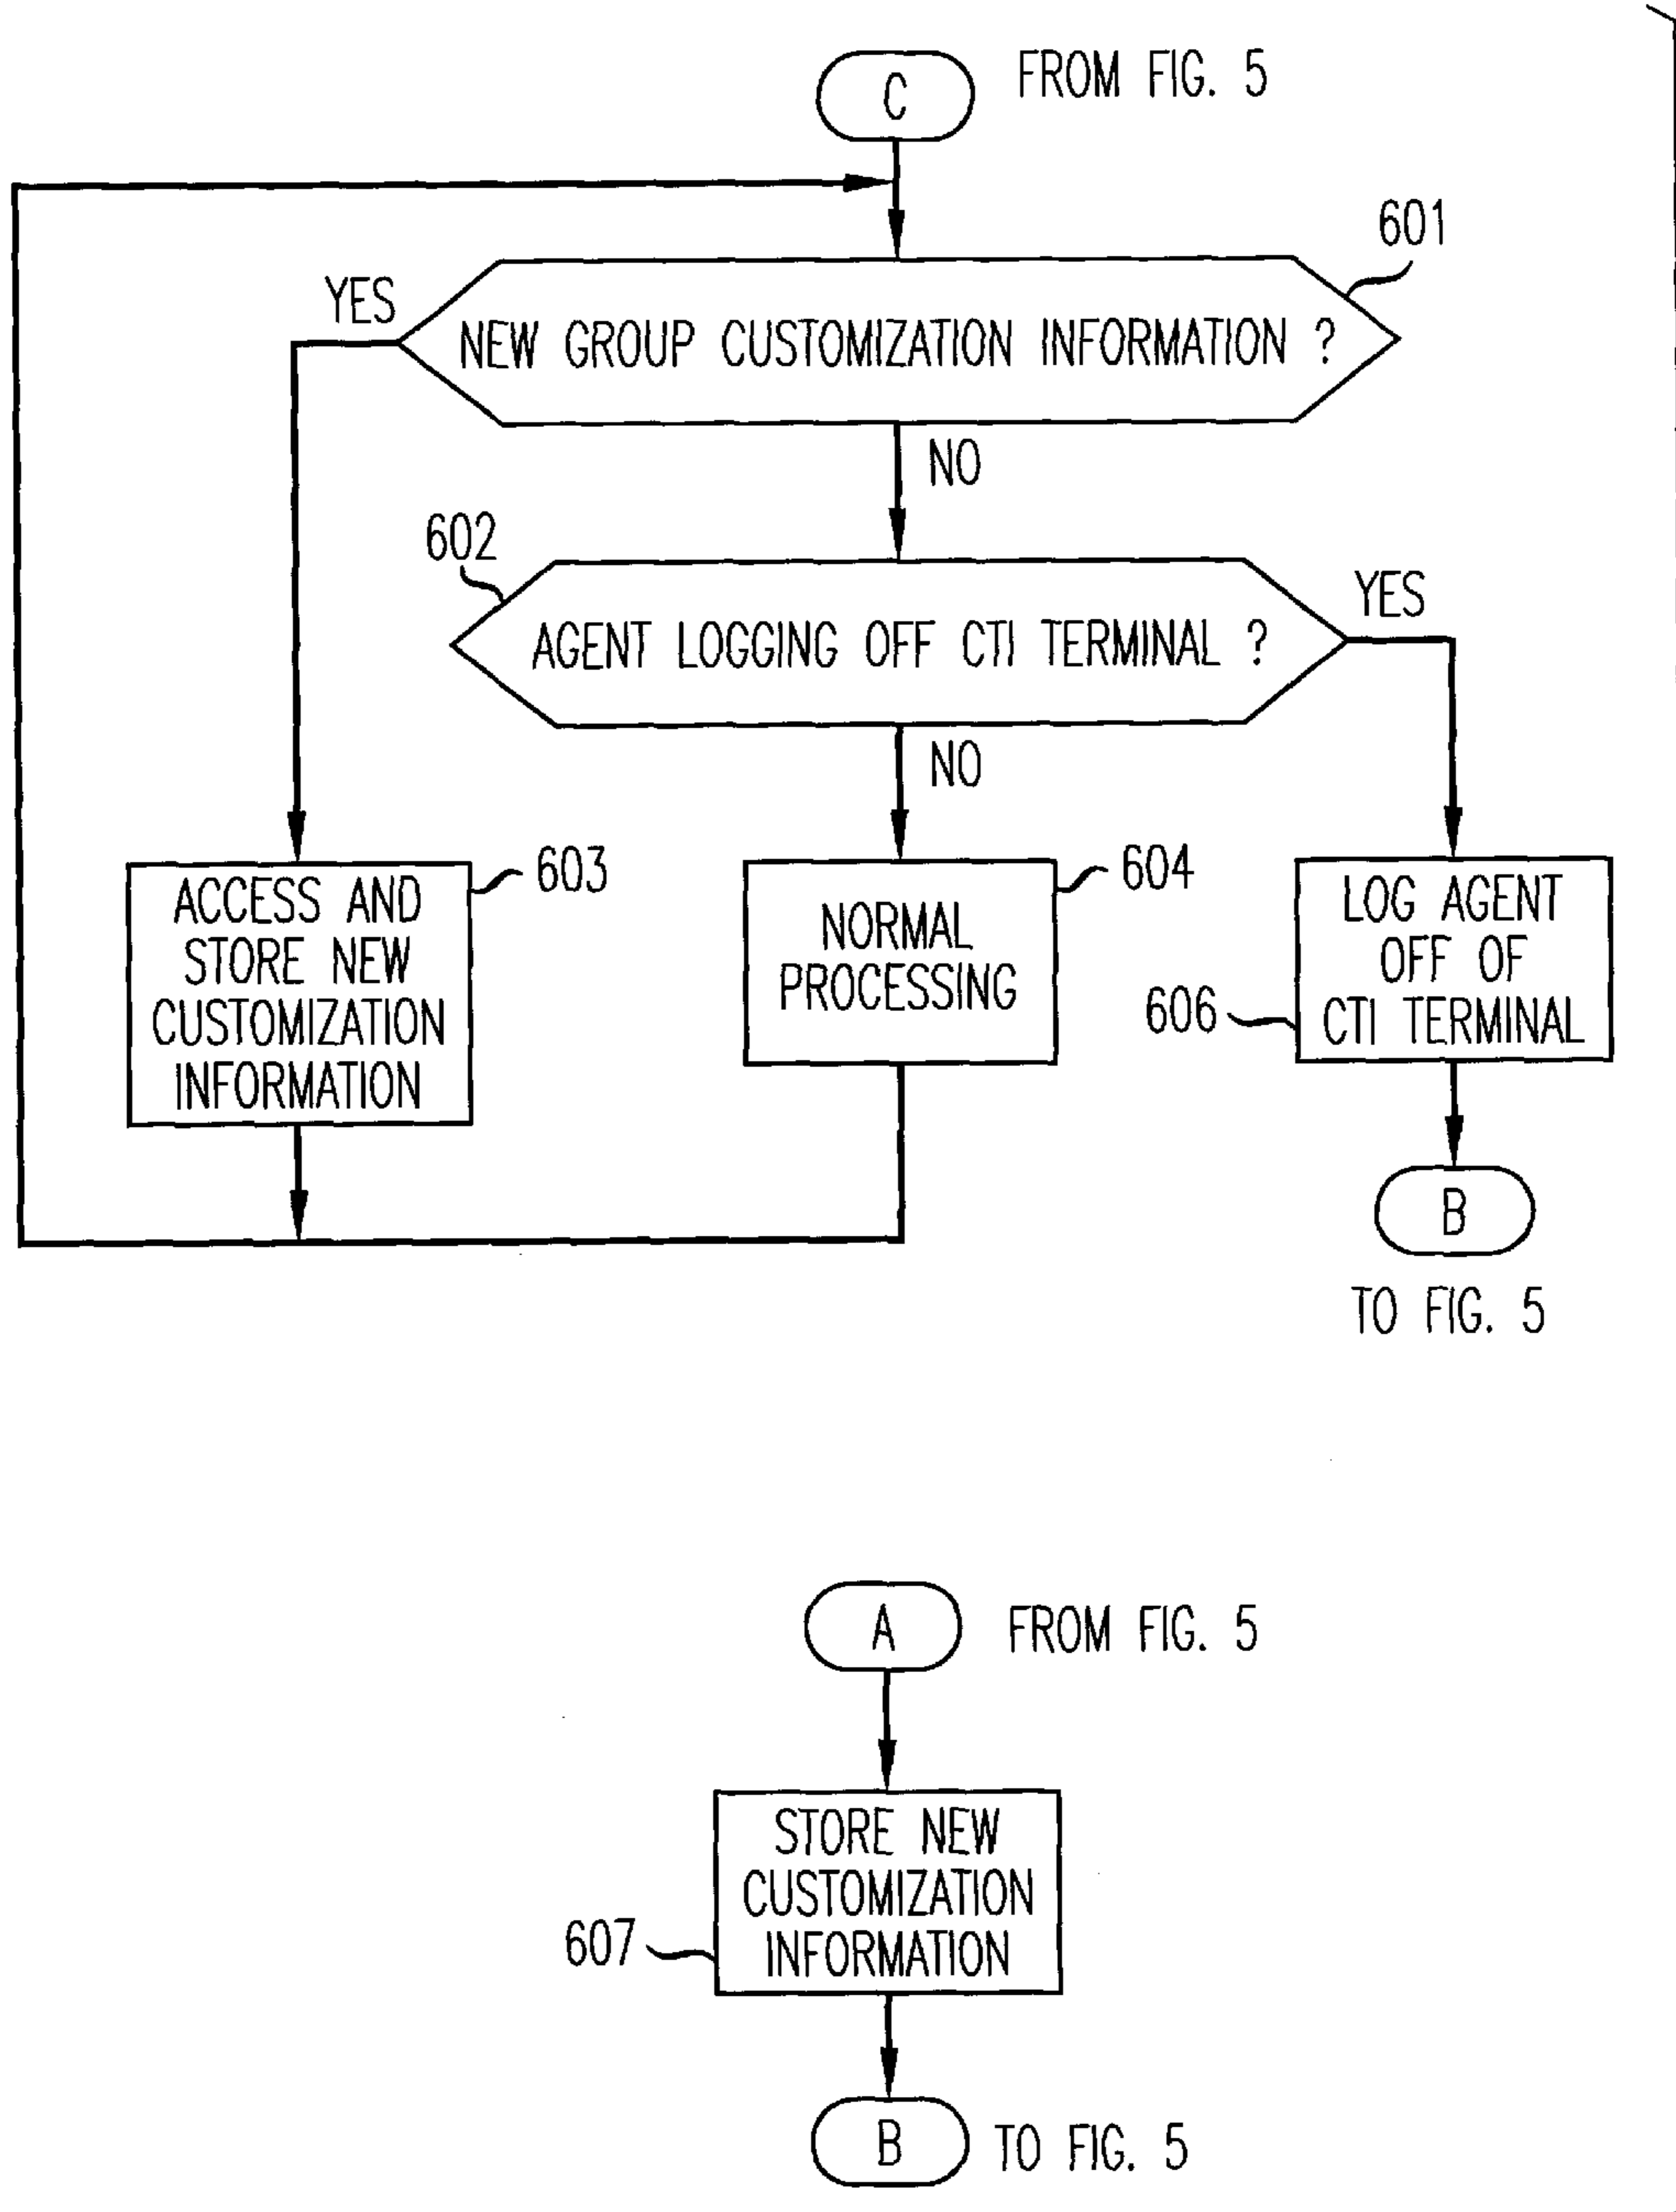 C FROM FIG. 5
601
YES
NEW GROUP CUSTOMIZATION INFORMATION ?
NO
602
YES
AGENT LOGGING OFF CTI TERMINAL ?
NO
603
ACCESS AND
STORE NEW
CUSTOMIZATION
INFORMATION
604
NORMAL
PROCESSING
LOG AGENT
OFF OF
CTI TERMINAL
606
B
TO FIG. 5
A FROM FIG. 5
STORE NEW
CUSTOMIZATION
INFORMATION
607
B TO FIG. 5